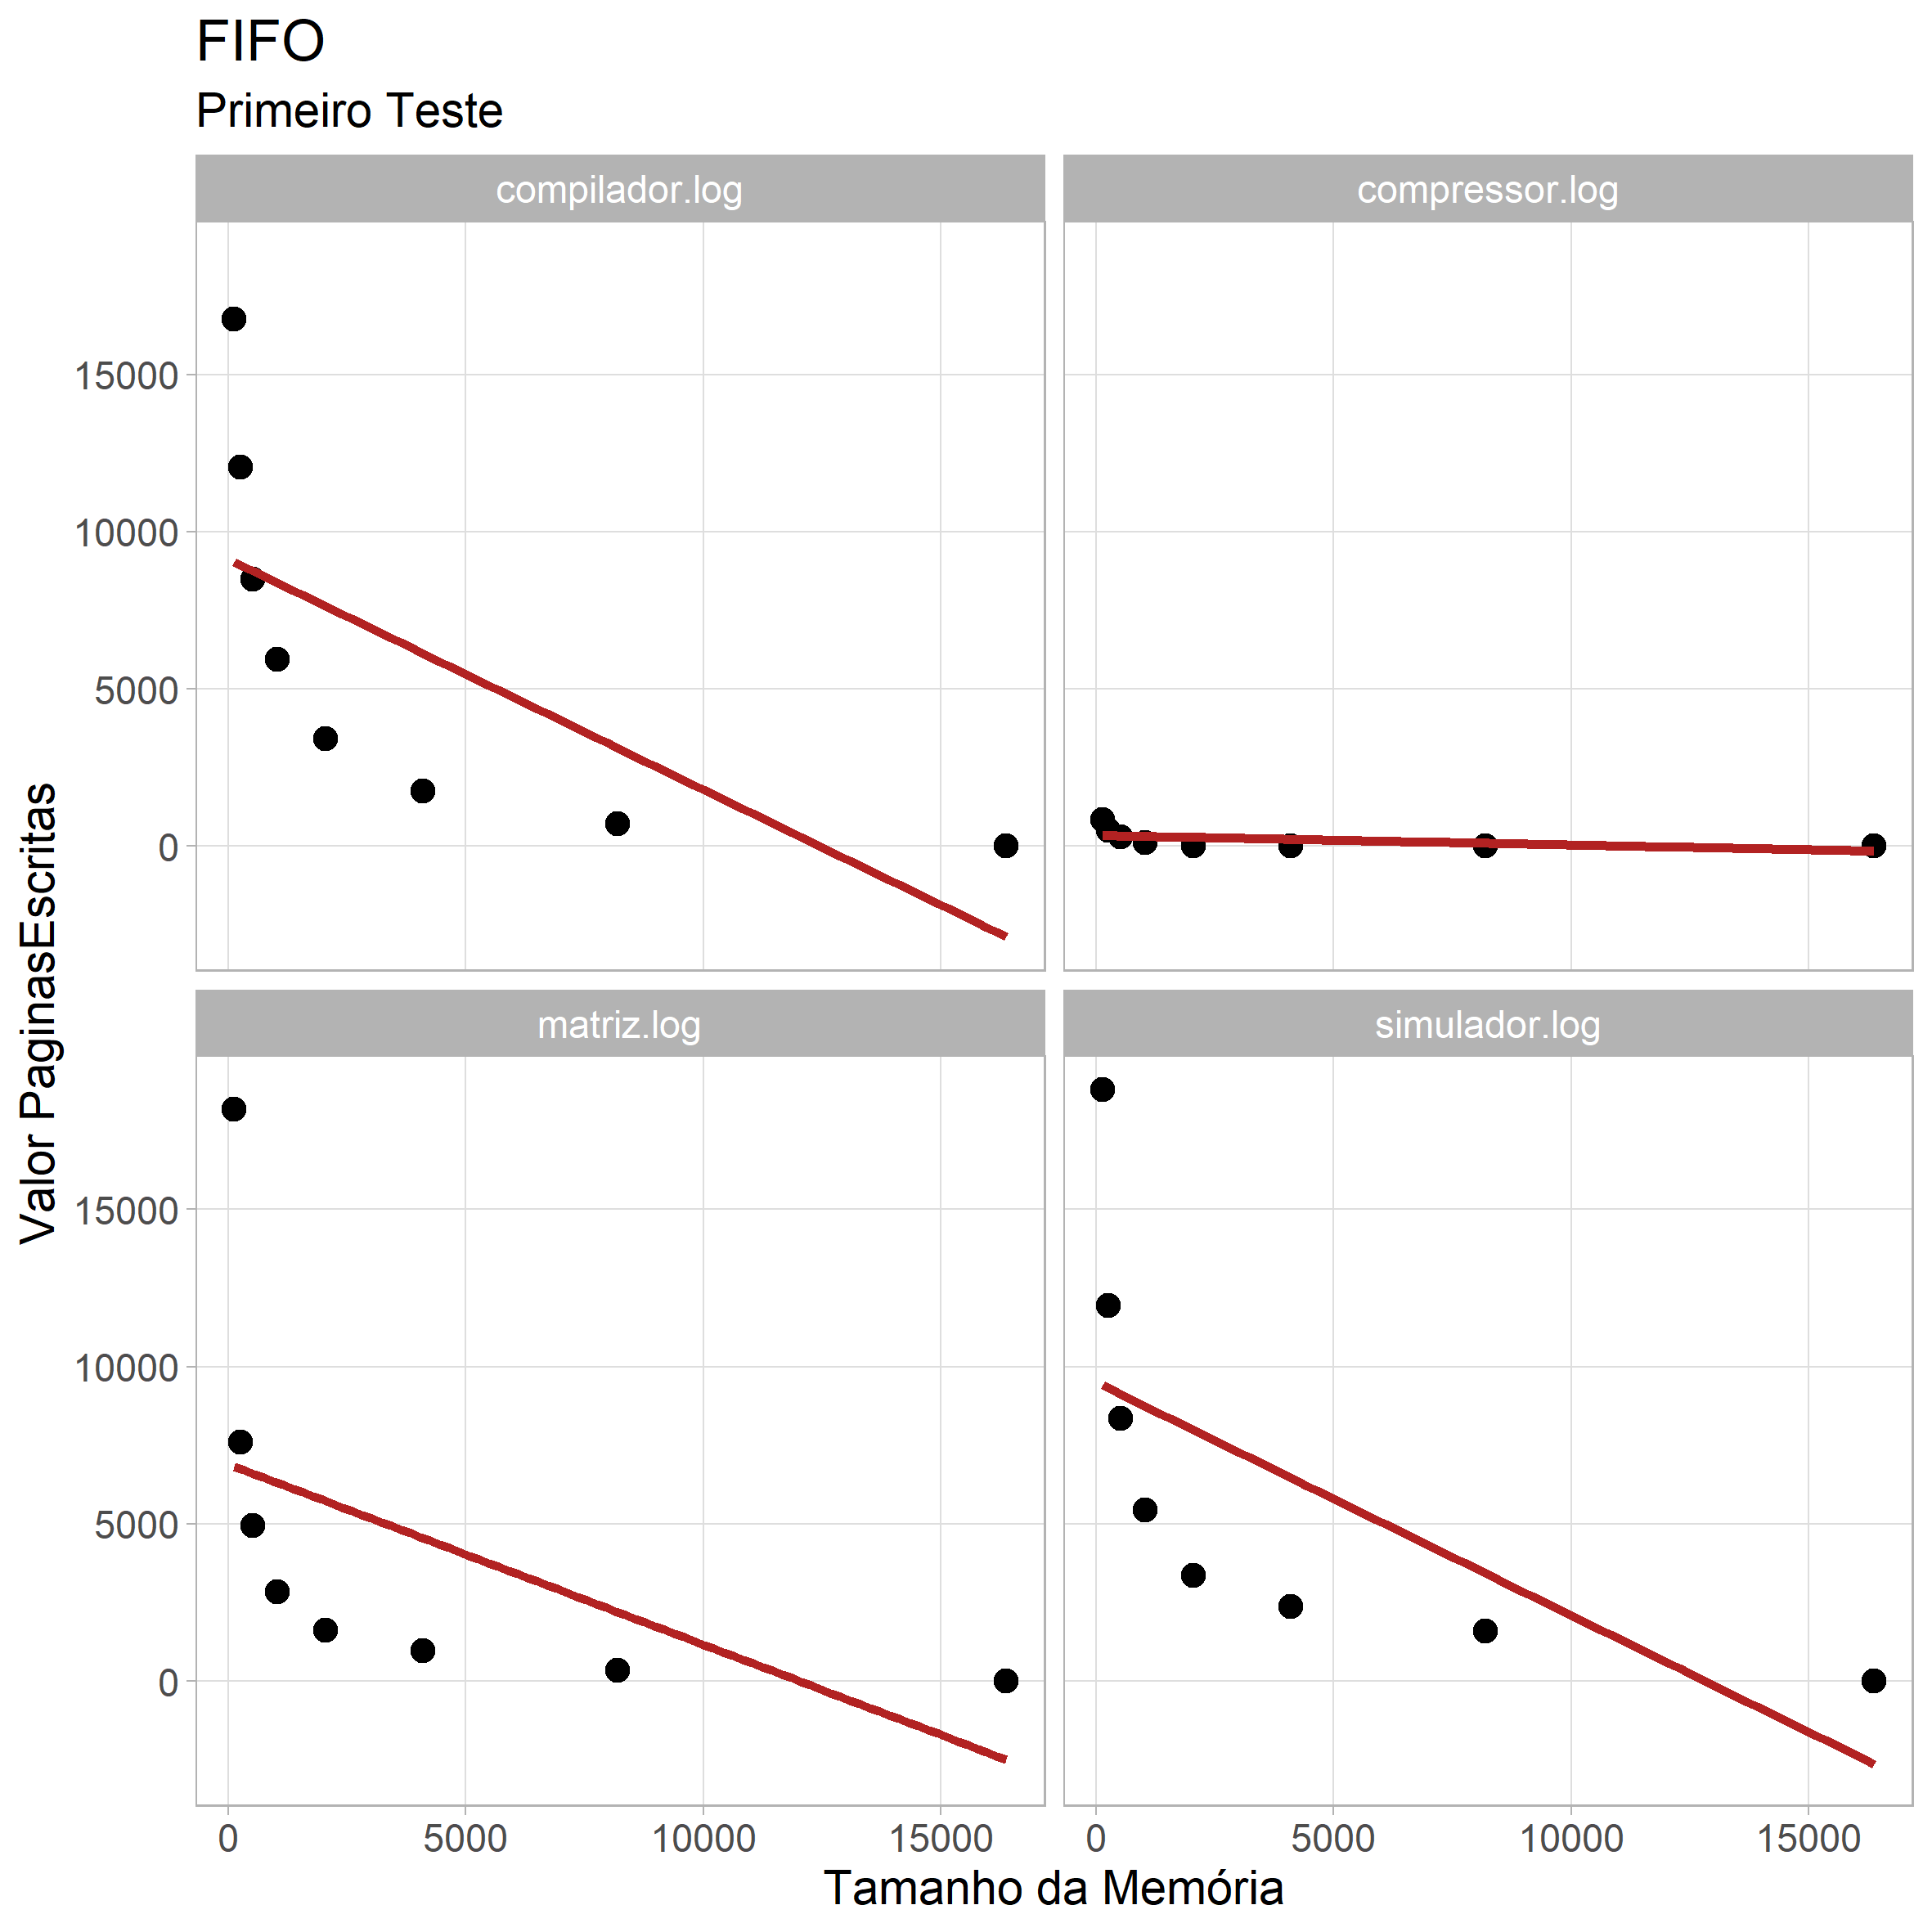 FIFO
Primeiro Teste
compilador.log
compressor.log
15000
10000
5000
0
matriz.log
simulador.log
15000
10000
5000
0
0 5000 10000 15000
0 5000 10000 15000
Tamanho da Memória
Valor PaginasEscritas